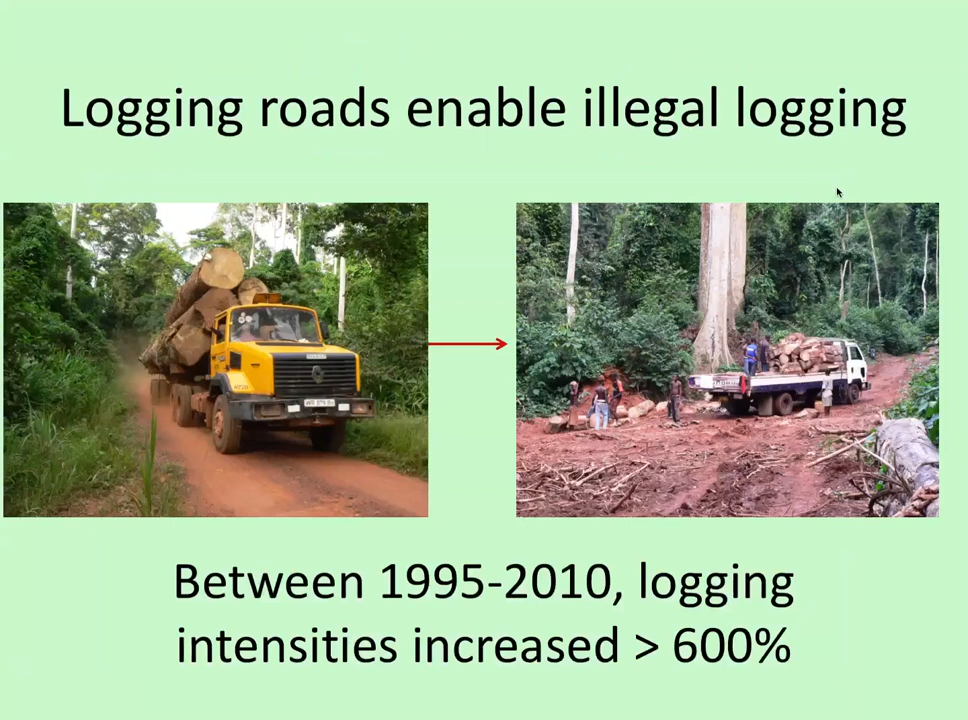 Logging roads enable illegal logging
Between 1995-2010, logging
intensities increased > 600%